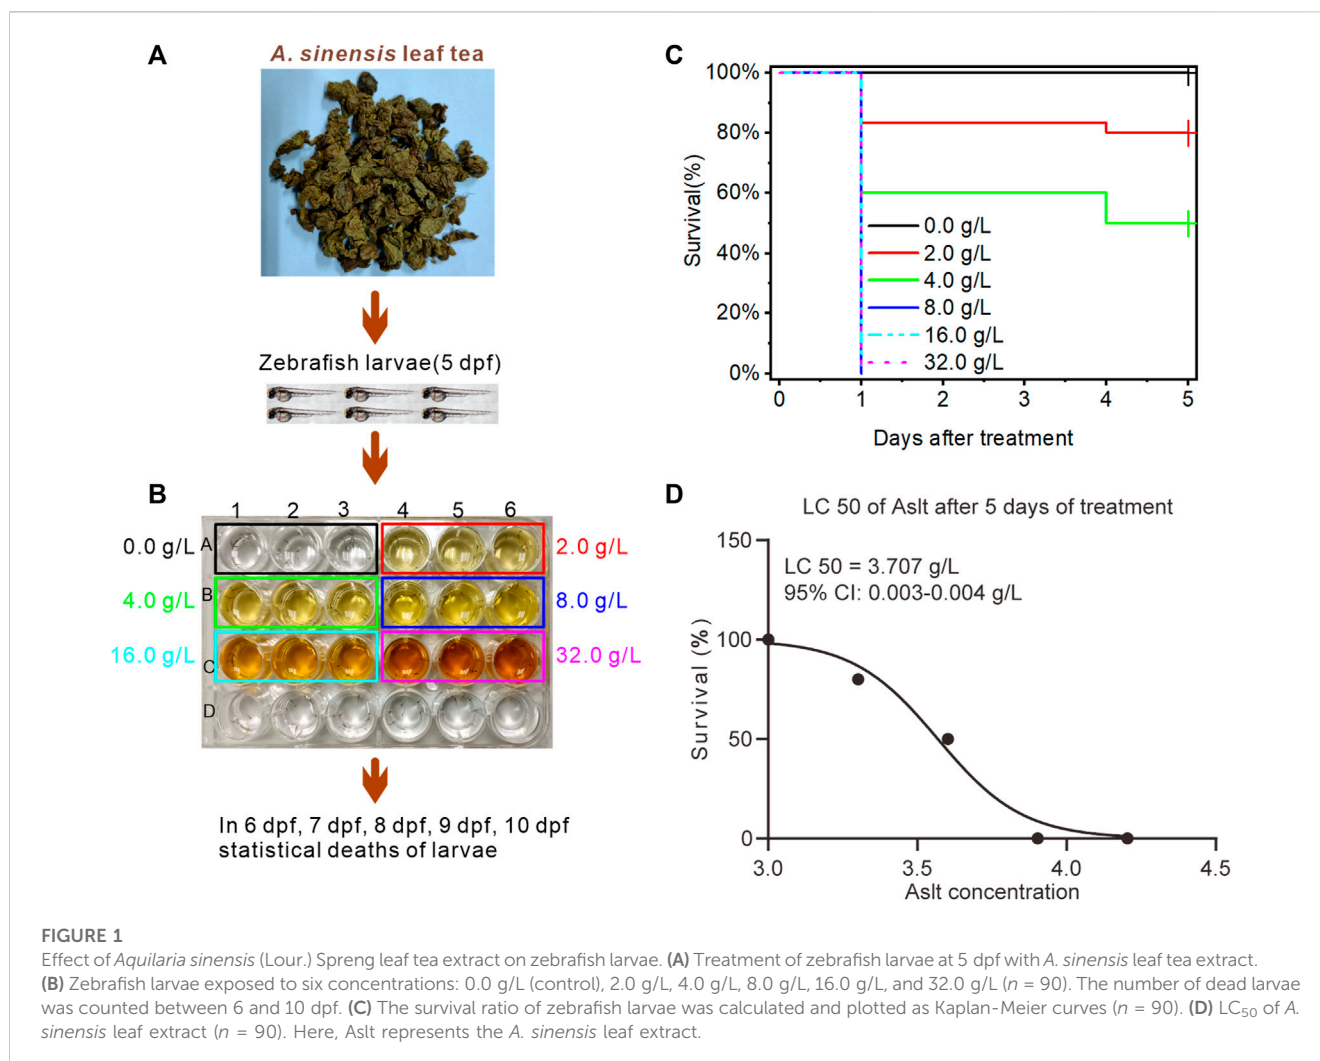 A
A. sinensis leaf tea
Zebrafish larvae(5 dpf)
B
1 2 3 4 5 6
0.0 g/L A 2.0 g/L
4.0 g/L B 8.0 g/L
16.0 g/L C 32.0 g/L
D
In 6 dpf, 7 dpf, 8 dpf, 9 dpf, 10 dpf
statistical deaths of larvae
C
100%
80%
60%
40%
20%
0%
Survival(%)
0.0 g/L
2.0 g/L
4.0 g/L
8.0 g/L
16.0 g/L
32.0 g/L
0 1 2 3 4 5
Days after treatment
D
LC 50 of Aslt after 5 days of treatment
LC 50 = 3.707 g/L
95% CI: 0.003-0.004 g/L
150
100
50
0
Survival (%)
3.0 3.5 4.0 4.5
Aslt concentration
FIGURE 1
Effect of Aquilaria sinensis (Lour.) Spreng leaf tea extract on zebrafish larvae. (A) Treatment of zebrafish larvae at 5 dpf with A. sinensis leaf tea extract.
(B) Zebrafish larvae exposed to six concentrations: 0.0 g/L (control), 2.0 g/L, 4.0 g/L, 8.0 g/L, 16.0 g/L, and 32.0 g/L (n = 90). The number of dead larvae
was counted between 6 and 10 dpf. (C) The survival ratio of zebrafish larvae was calculated and plotted as Kaplan-Meier curves (n = 90). (D) LC50 of A.
sinensis leaf extract (n = 90). Here, Aslt represents the A. sinensis leaf extract.